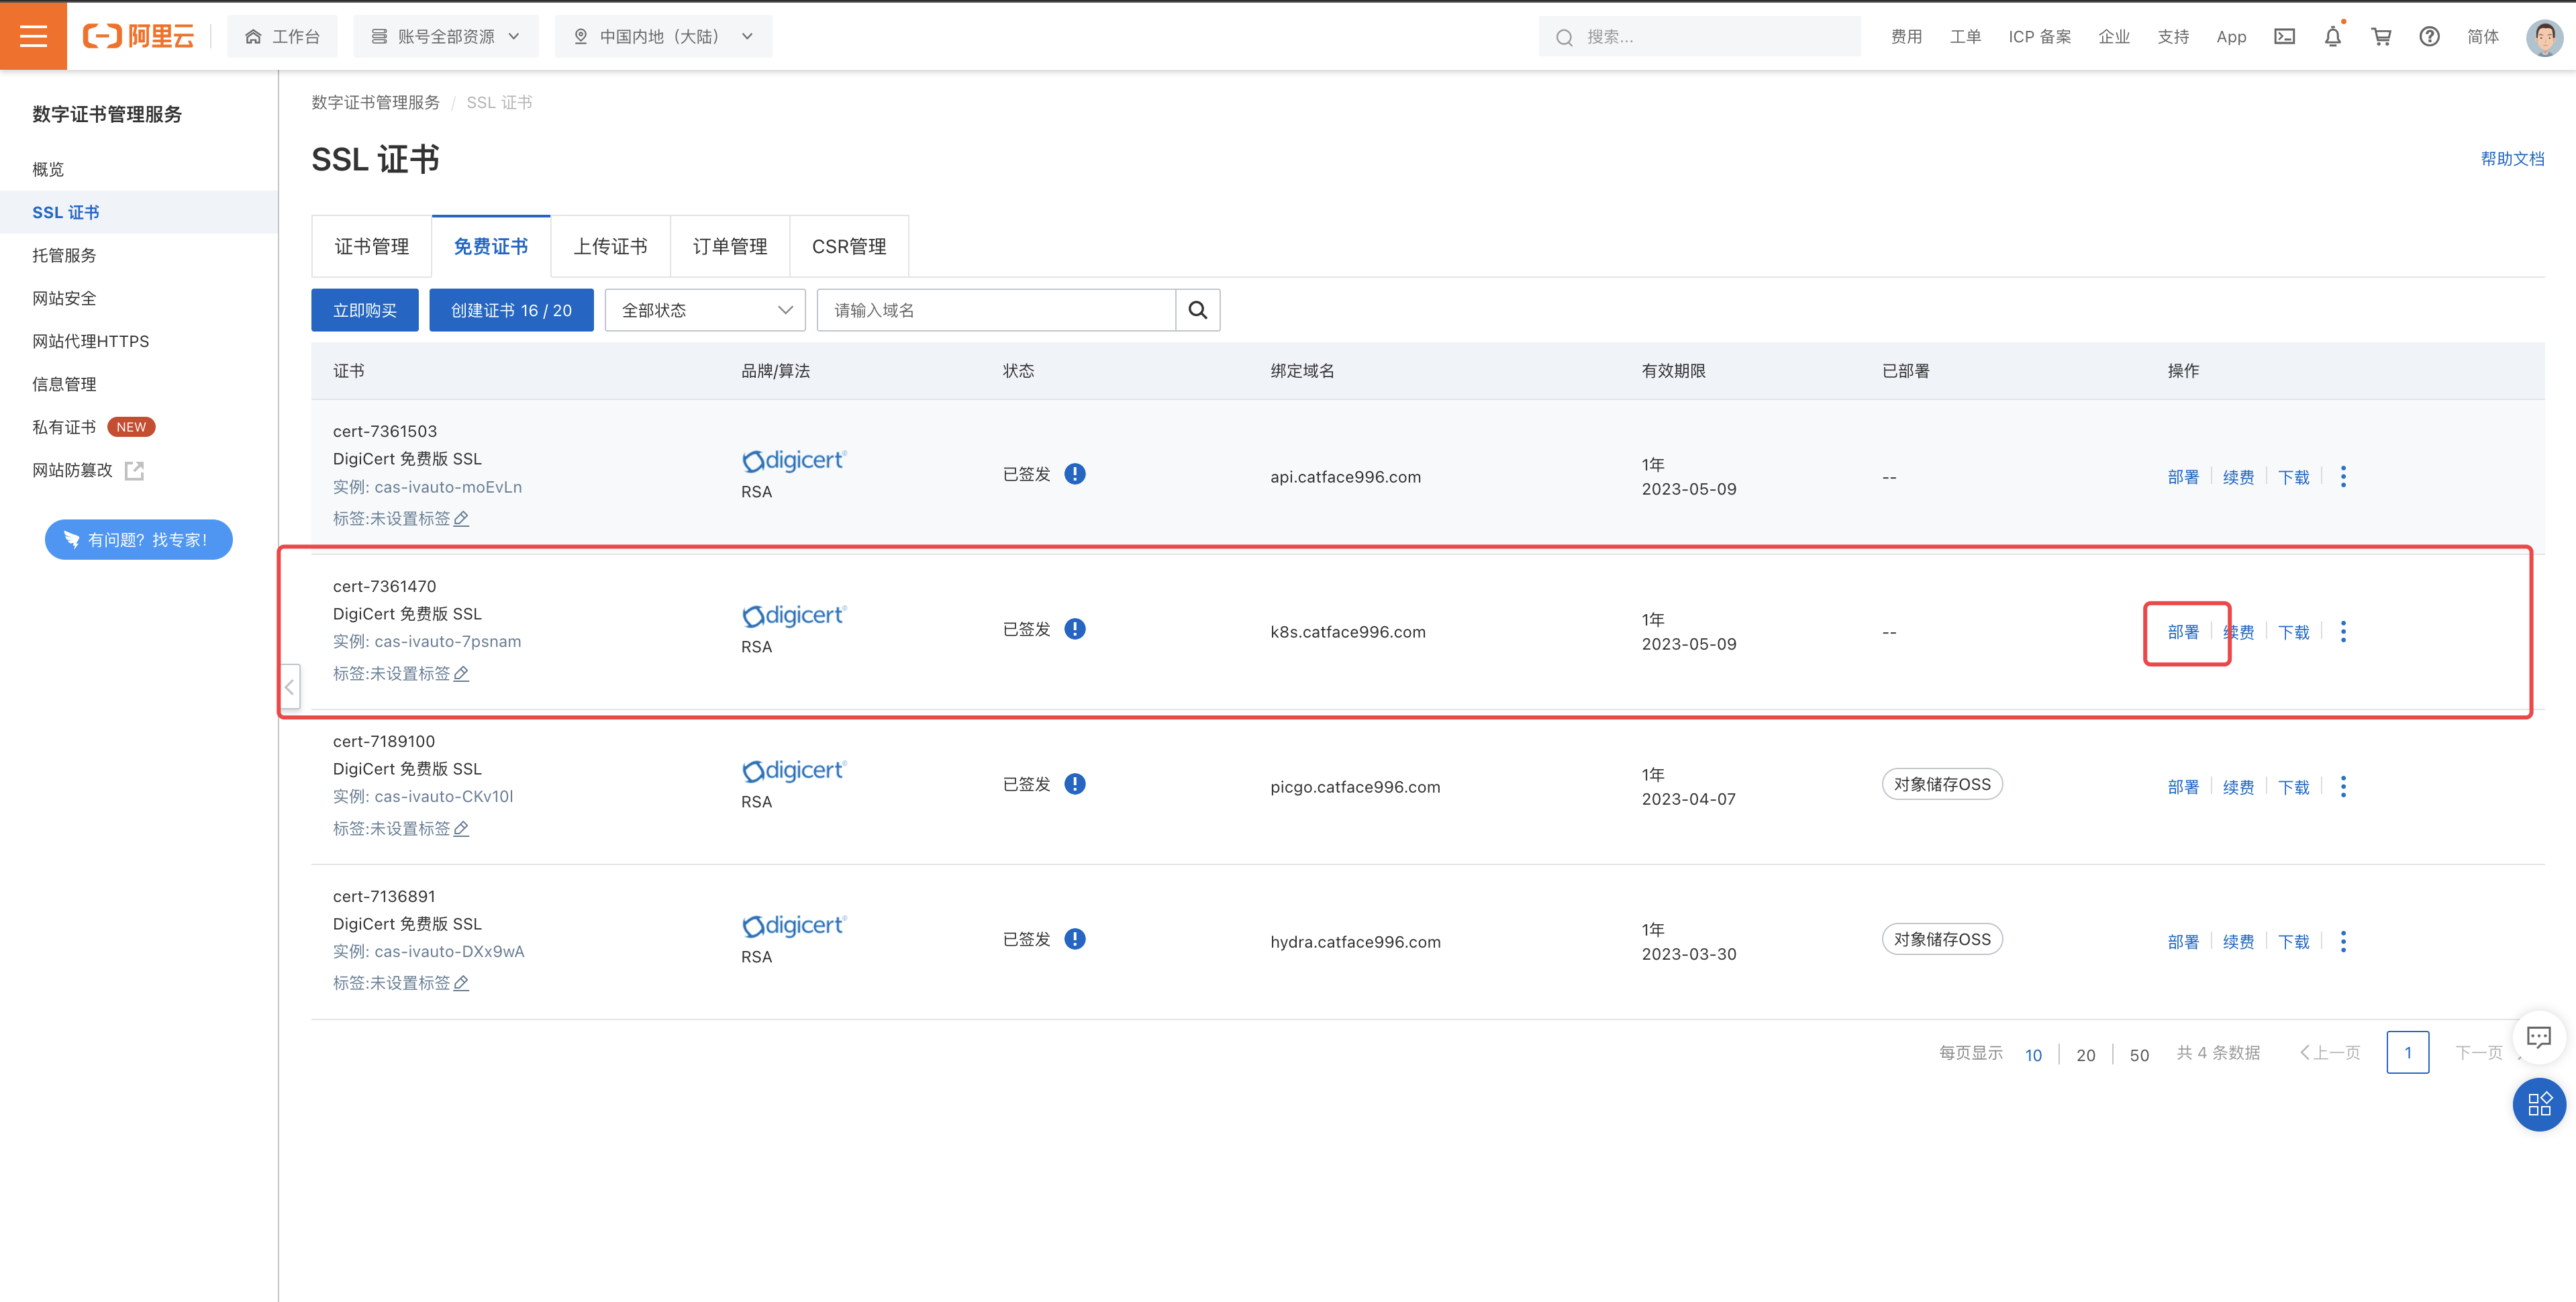 阿里云
工作台
账号全部资源
中国内地（大陆）
搜索...
费用
工单
ICP 备案
企业
支持
App
简体
数字证书管理服务
概览
SSL 证书
托管服务
网站安全
网站代理HTTPS
信息管理
私有证书 NEW
网站防篡改
有问题? 找专家!
数字证书管理服务 / SSL 证书
SSL 证书
帮助文档
证书管理
免费证书
上传证书
订单管理
CSR管理
立即购买
创建证书 16 / 20
全部状态
请输入域名
证书 品牌/算法 状态 绑定域名 有效期限 已部署 操作
cert-7361503
DigiCert 免费版 SSL
实例: cas-ivauto-moEvLn
标签:未设置标签
digicert
RSA
已签发
api.catface996.com
1年
2023-05-09
--
部署 续费 下载
cert-7361470
DigiCert 免费版 SSL
实例: cas-ivauto-7psnam
标签:未设置标签
digicert
RSA
已签发
k8s.catface996.com
1年
2023-05-09
--
部署 续费 下载
cert-7189100
DigiCert 免费版 SSL
实例: cas-ivauto-CKv10l
标签:未设置标签
digicert
RSA
已签发
picgo.catface996.com
1年
2023-04-07
对象储存OSS
部署 续费 下载
cert-7136891
DigiCert 免费版 SSL
实例: cas-ivauto-DXx9wA
标签:未设置标签
digicert
RSA
已签发
hydra.catface996.com
1年
2023-03-30
对象储存OSS
部署 续费 下载
每页显示 10 20 50 共 4 条数据 上一页 1 下一页